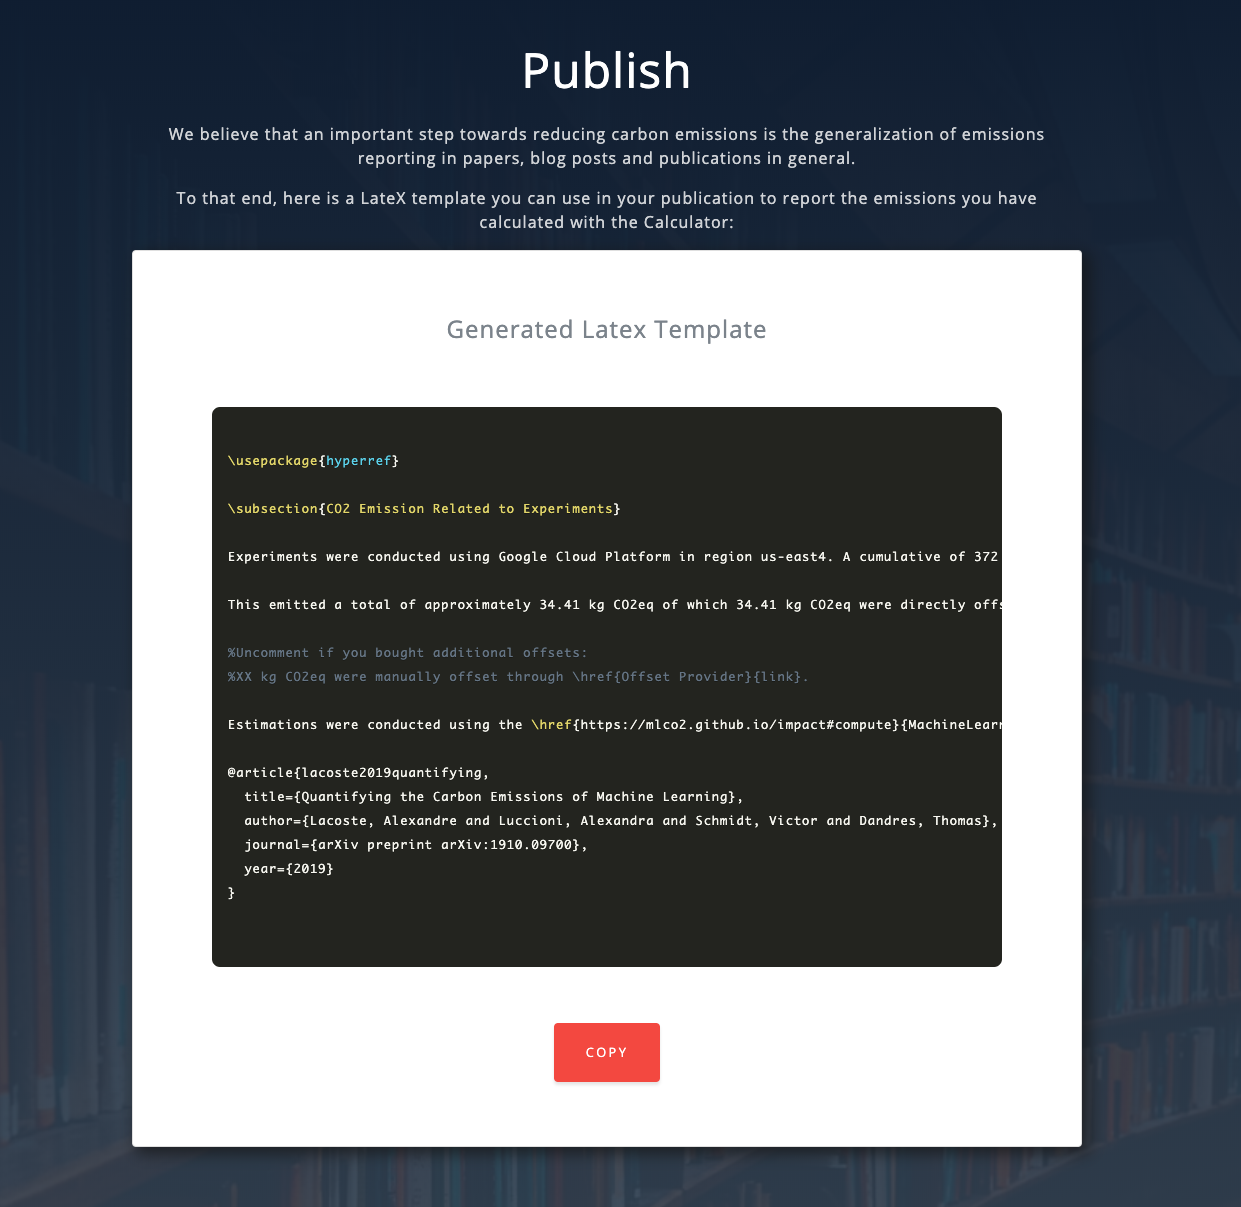 Publish
We believe that an important step towards reducing carbon emissions is the generalization of emissions
reporting in papers, blog posts and publications in general.
To that end, here is a LateX template you can use in your publication to report the emissions you have
calculated with the Calculator:
Generated Latex Template
\usepackage{hyperref}
\subsection{CO2 Emission Related to Experiments}
Experiments were conducted using Google Cloud Platform in region us-east4. A cumulative of 372
This emitted a total of approximately 34.41 kg CO2eq of which 34.41 kg CO2eq were directly offs
%Uncomment if you bought additional offsets:
%XX kg CO2eq were manually offset through \href{Offset Provider}{link}.
Estimations were conducted using the \href{https://mlco2.github.io/impact#compute}{MachineLearn
@article{lacoste2019quantifying,
  title={Quantifying the Carbon Emissions of Machine Learning},
  author={Lacoste, Alexandre and Luccioni, Alexandra and Schmidt, Victor and Dandres, Thomas},
  journal={arXiv preprint arXiv:1910.09700},
  year={2019}
}
COPY